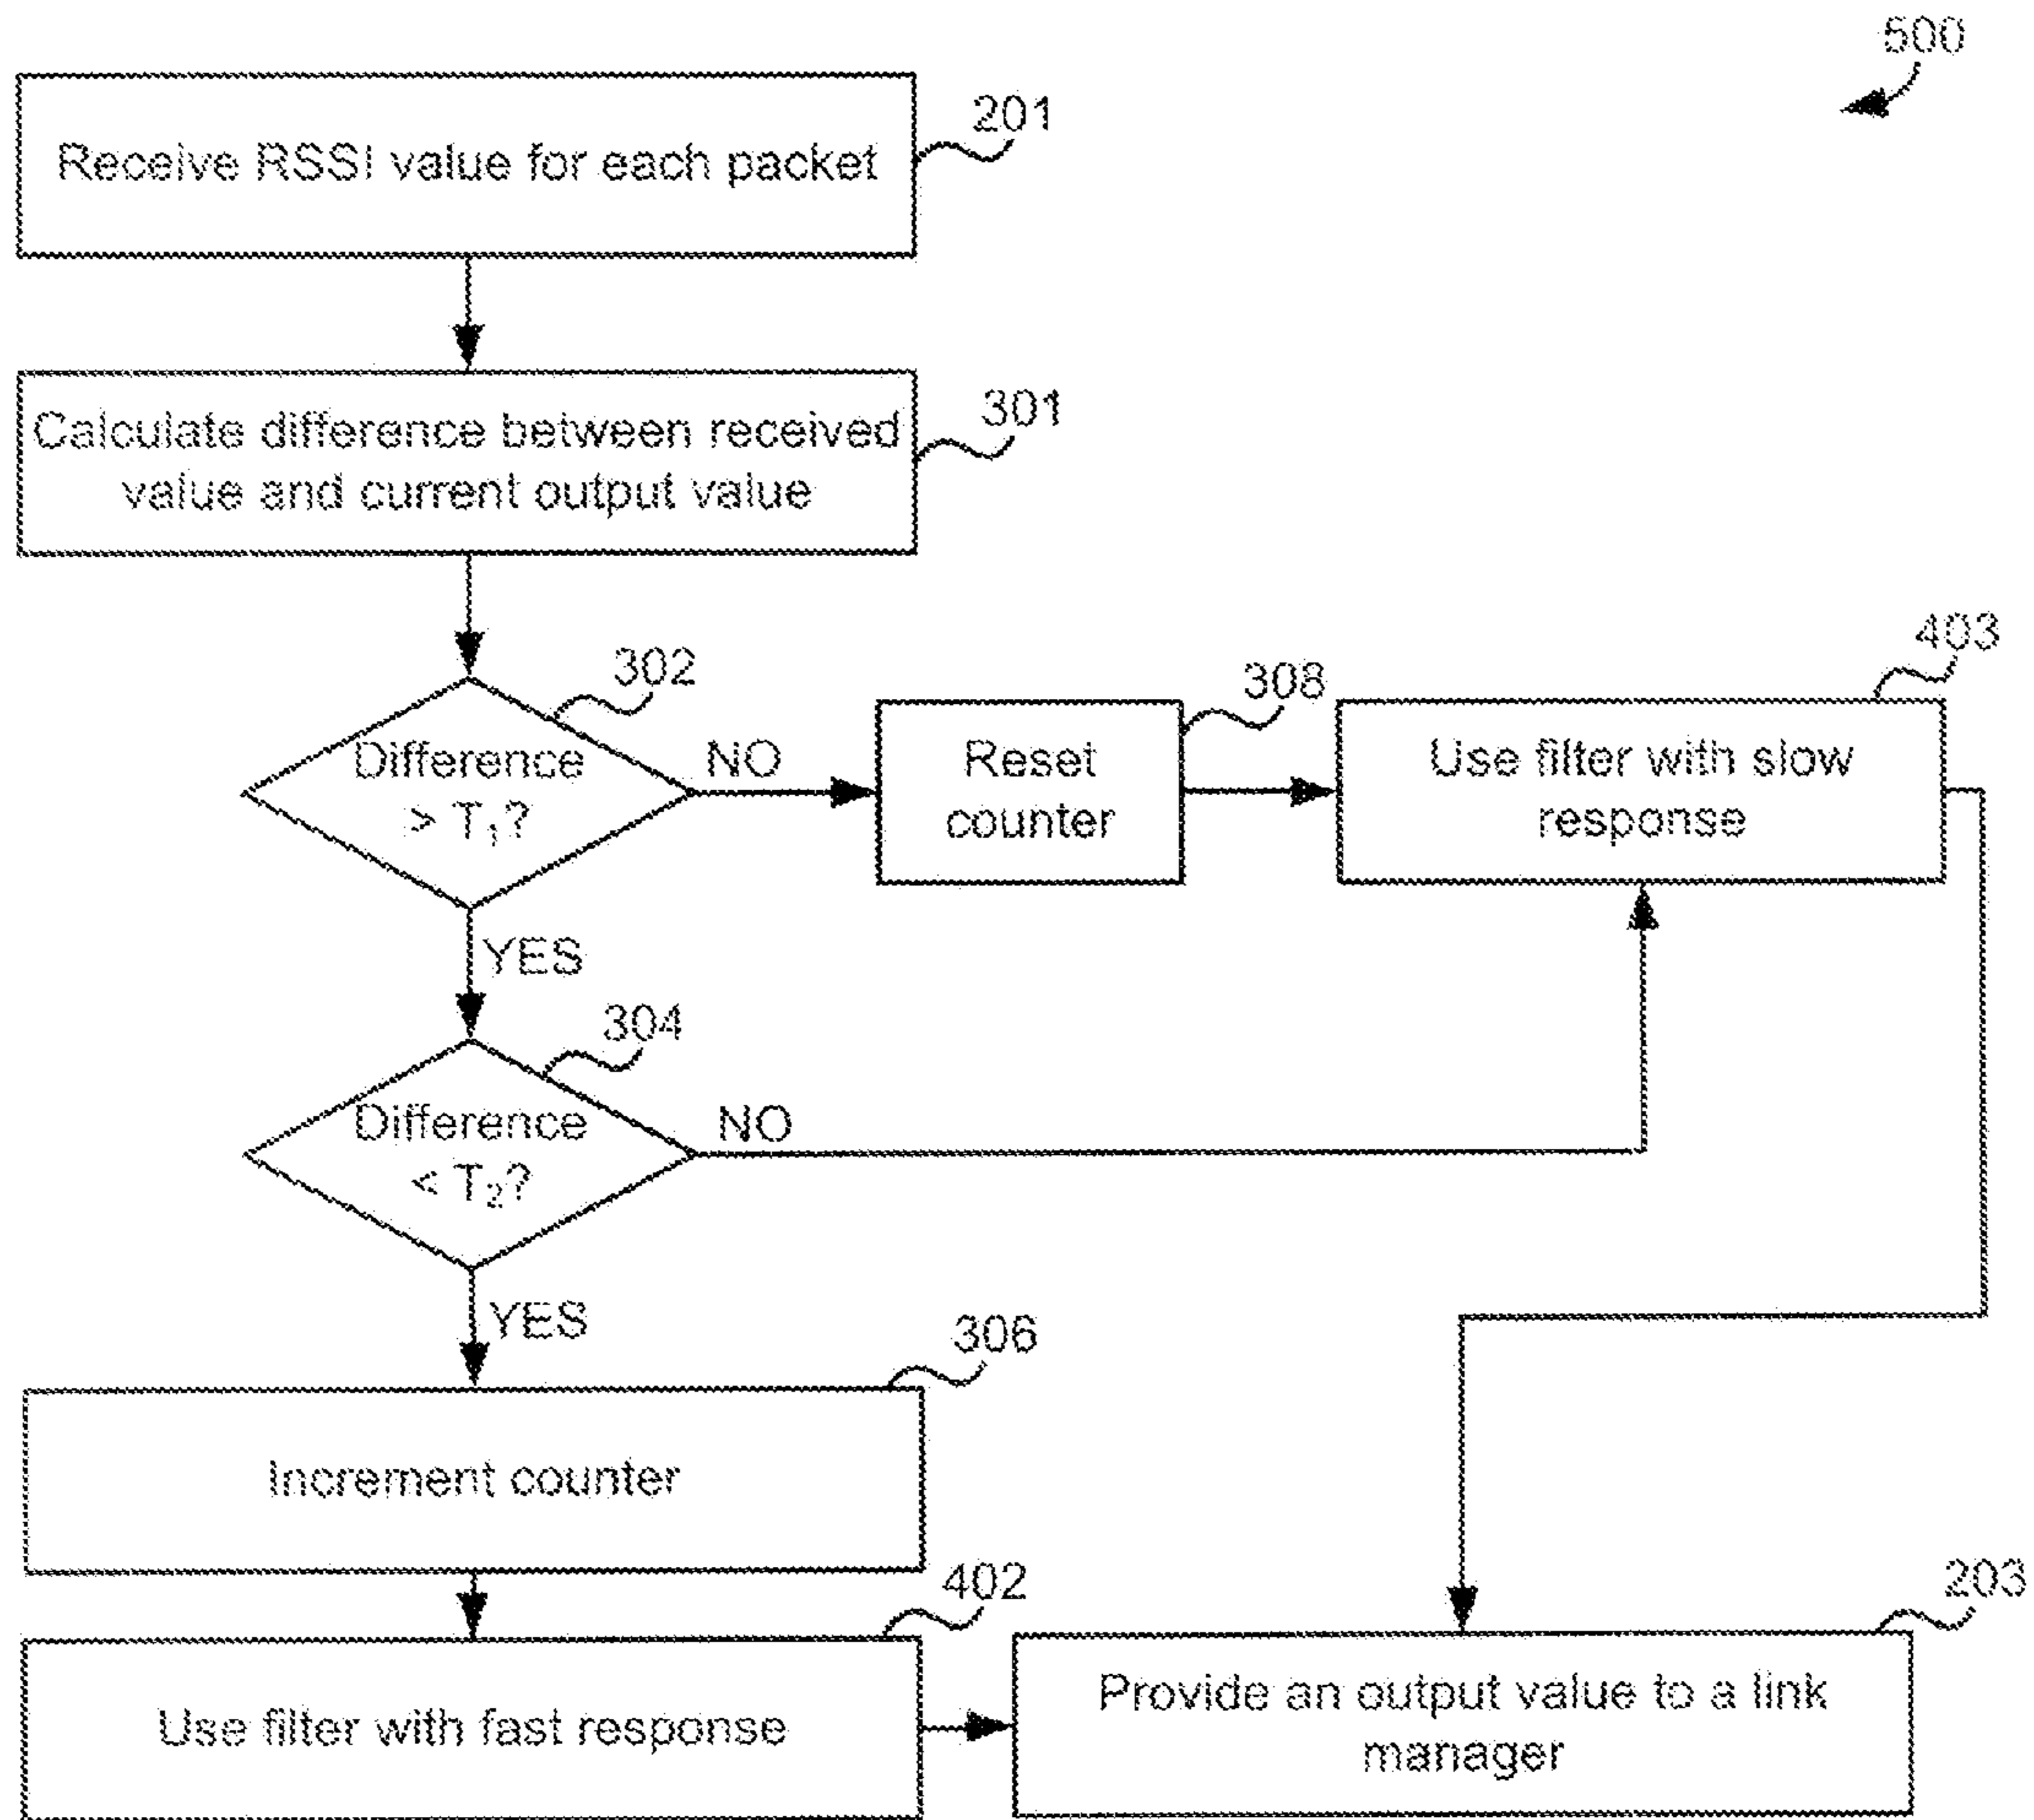 500
201
Receive RSSI value for each packet
301
Calculate difference between received
value and current output value
302
Difference
> T₁?
NO
308
Reset
counter
403
Use filter with slow
response
YES
304
Difference
< T₂?
NO
YES
306
Increment counter
402
Use filter with fast response
203
Provide an output value to a link
manager